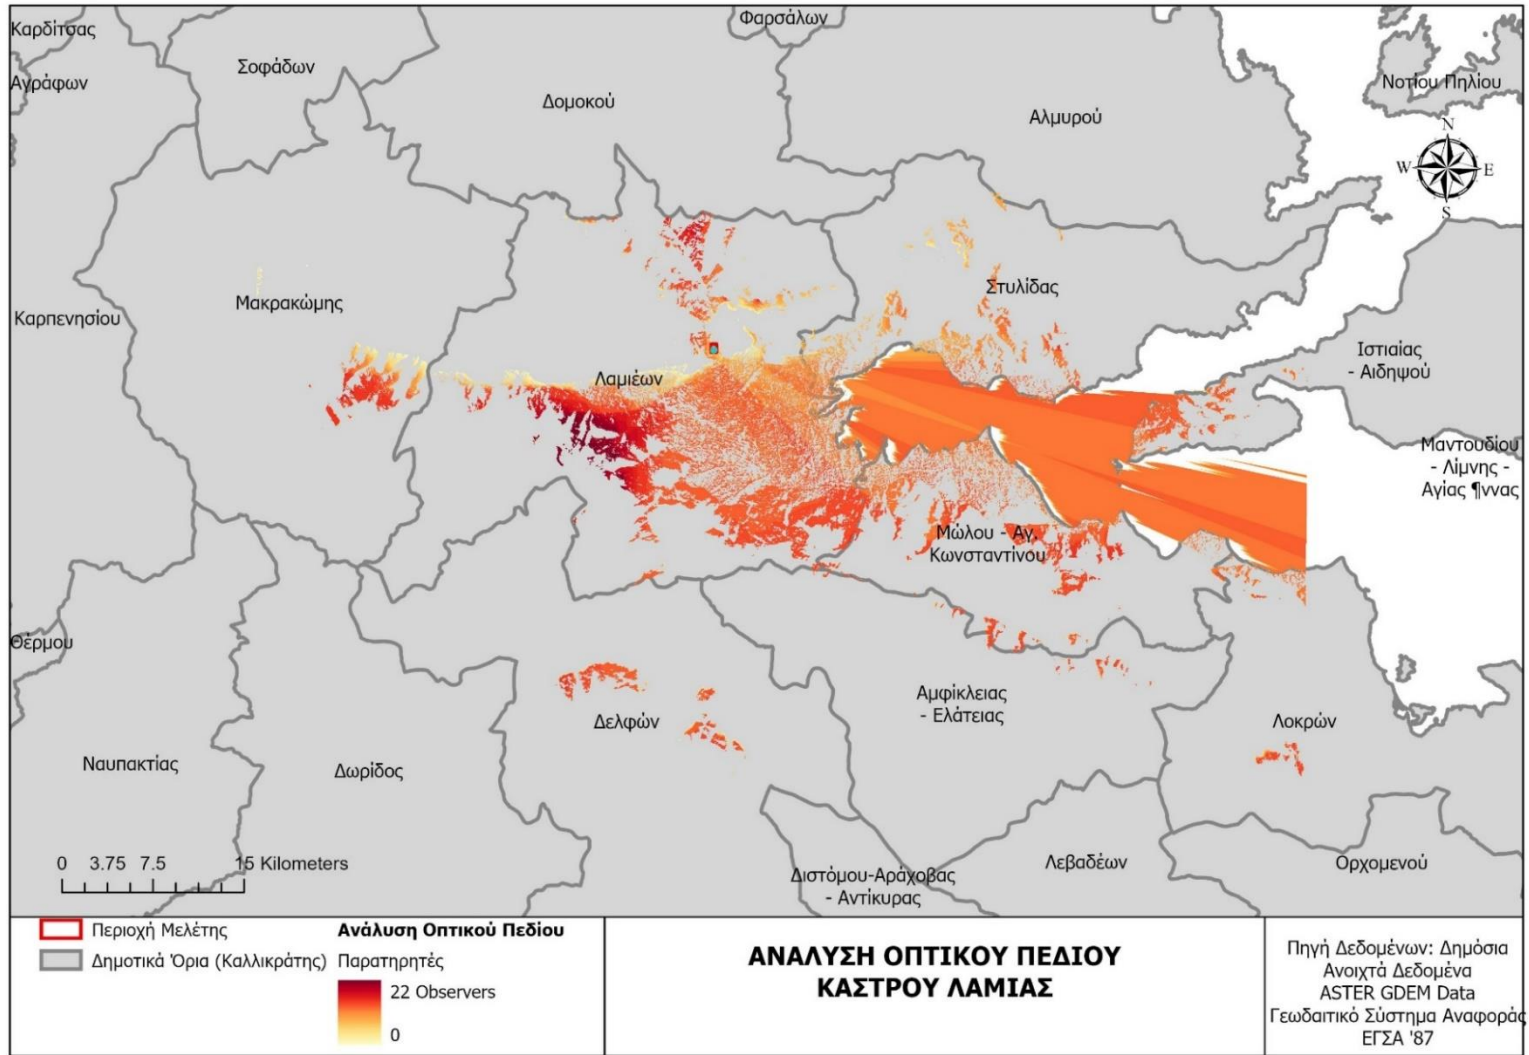 Καρδίτσας
Φαρσάλων
Σοφάδων
Αγράφων
Νοτίου Πηλίου
Δομοκού
Αλμυρού
N
W E
S
Στυλίδας
Μακρακώμης
Καρπενησίου
Ιστιαίας
- Αιδηψού
Λαμιέων
Μαντουδίου
- Λίμνης -
Αγίας ¶ννας
Μώλου - Αγ.
Κωνσταντίνου
Θέρμου
Αμφίκλειας
- Ελάτειας
Δελφών
Λοκρών
Ναυπακτίας
Δωρίδος
0 3.75 7.5 15 Kilometers
Λεβαδέων
Ορχομενού
Διστόμου-Αράχοβας
- Αντίκυρας
Περιοχή Μελέτης
Δημοτικά Όρια (Καλλικράτης)
Ανάλυση Οπτικού Πεδίου
Παρατηρητές
22 Observers
0
ΑΝΑΛΥΣΗ ΟΠΤΙΚΟΥ ΠΕΔΙΟΥ
ΚΑΣΤΡΟΥ ΛΑΜΙΑΣ
Πηγή Δεδομένων: Δημόσια
Ανοιχτά Δεδομένα
ASTER GDEM Data
Γεωδαιτικό Σύστημα Αναφοράς
ΕΓΣΑ '87